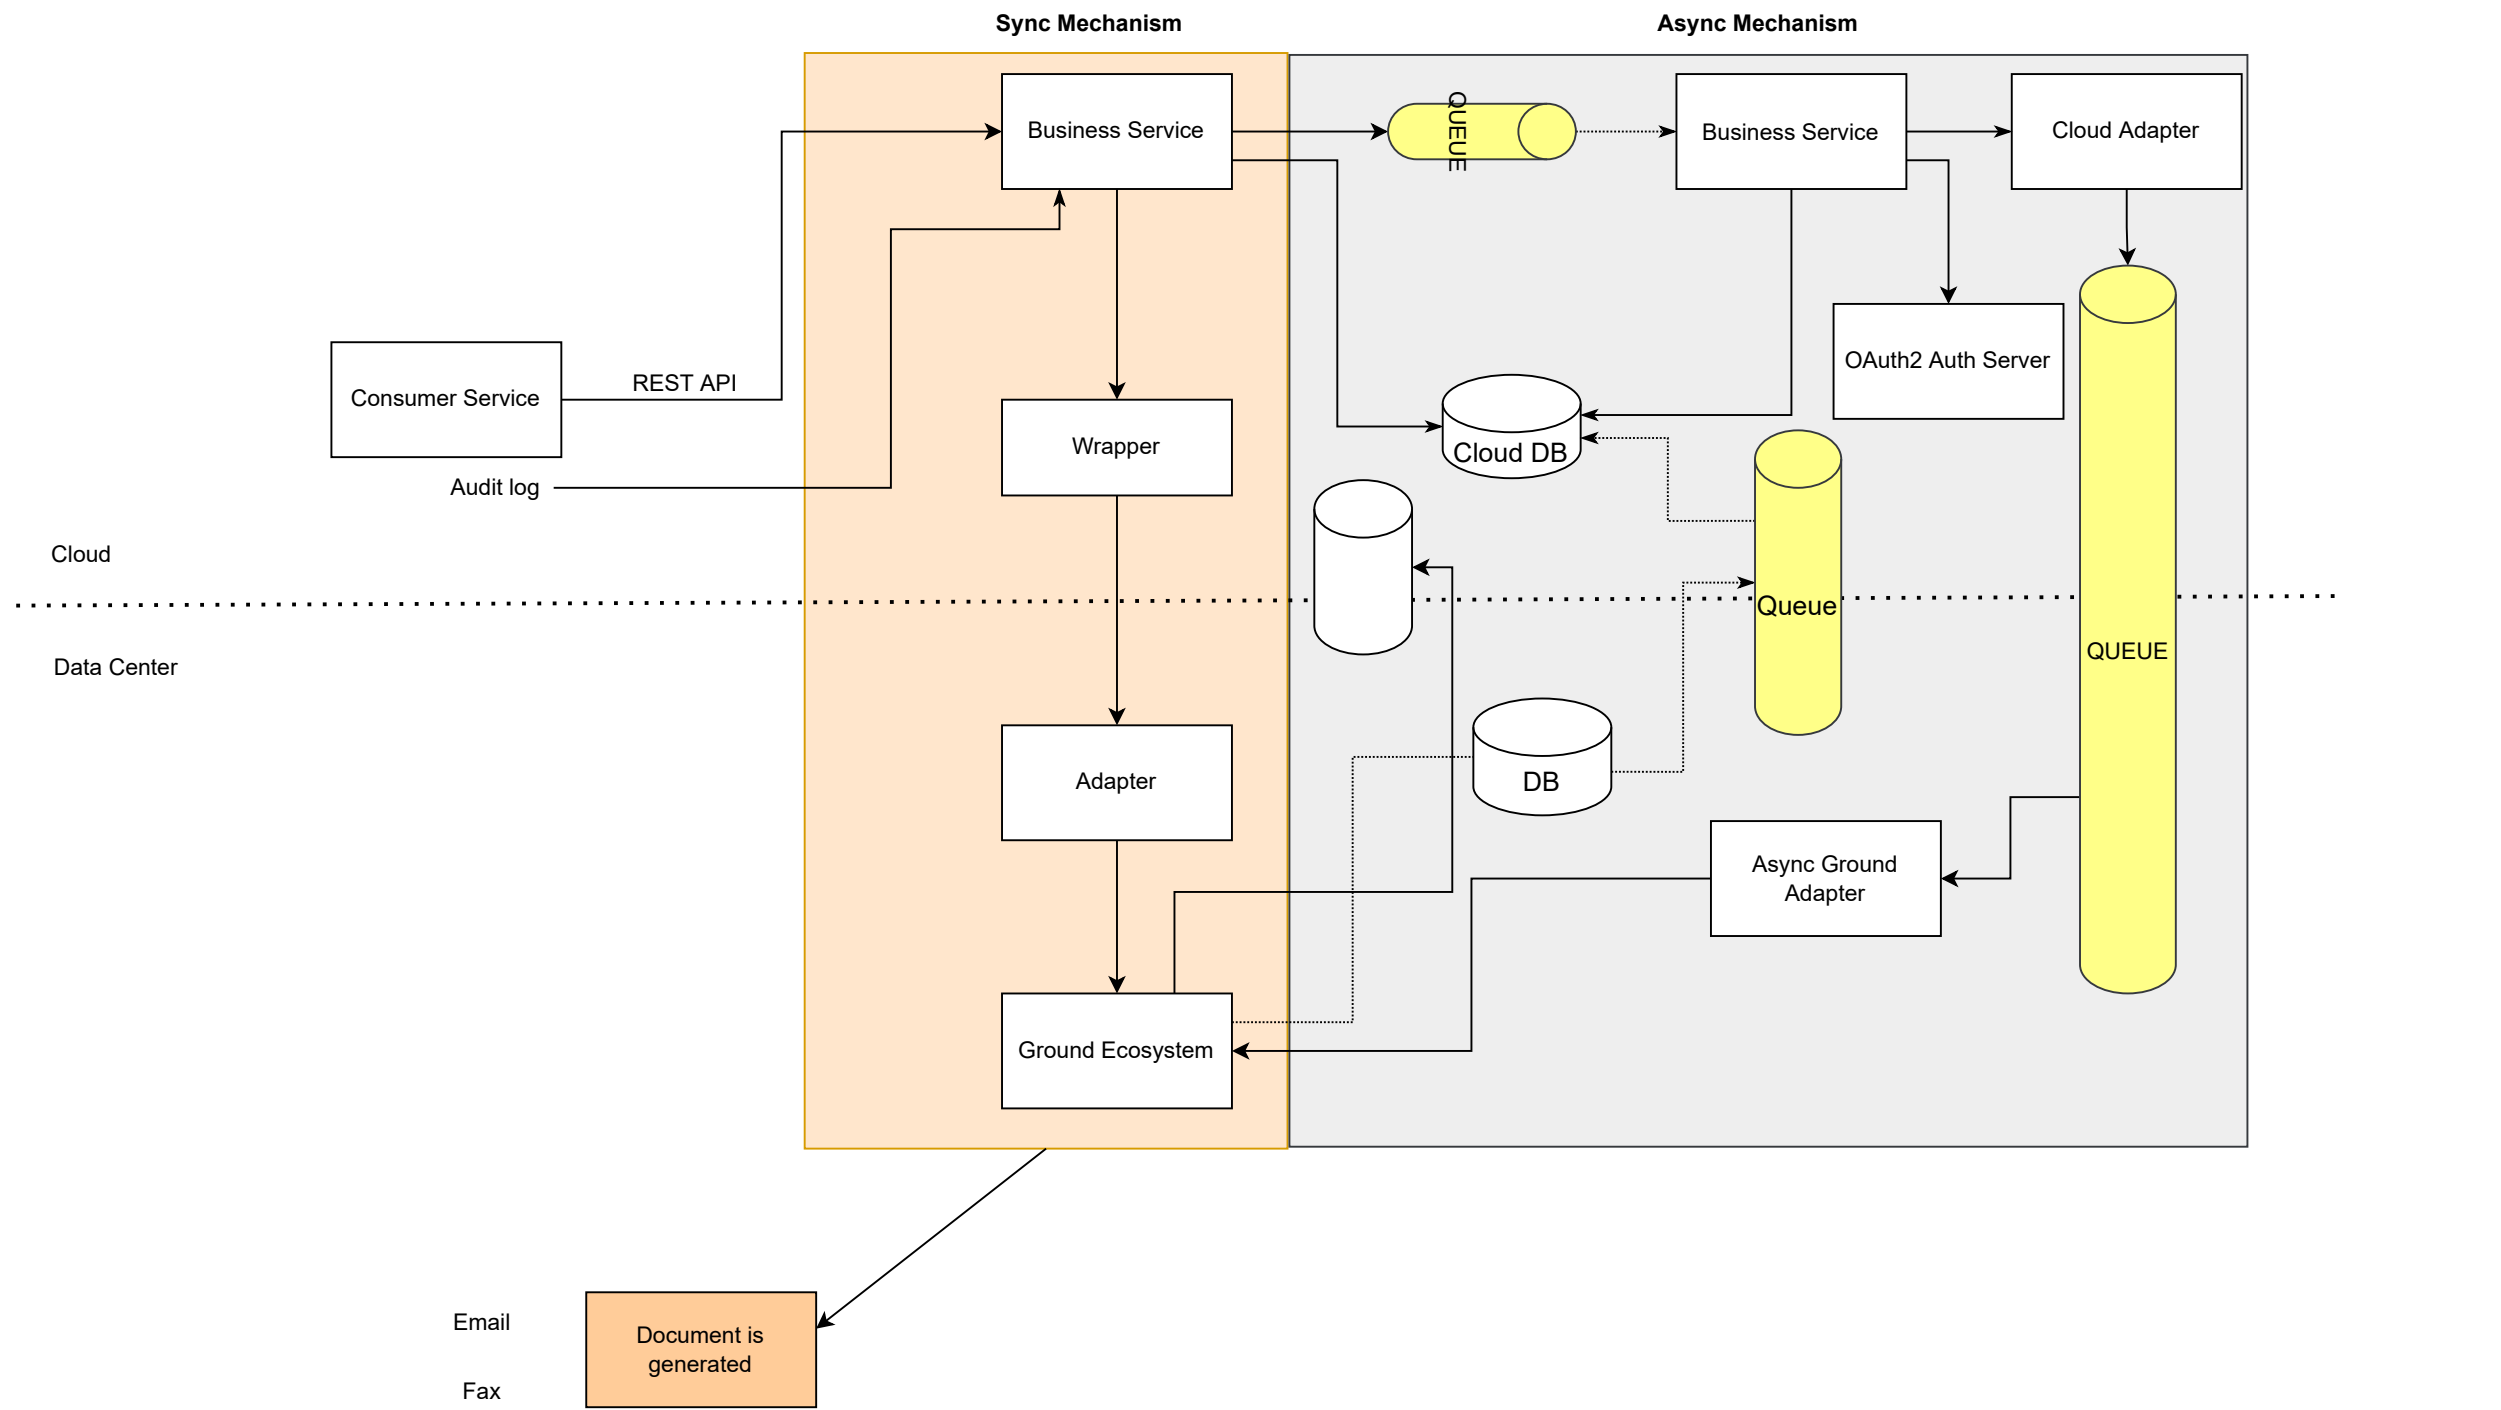 Sync Mechanism
Async Mechanism
Business Service
QUEUE
Business Service
Cloud Adapter
OAuth2 Auth Server
REST API
Consumer Service
Wrapper
Cloud DB
Audit log
Cloud
Queue
QUEUE
Data Center
Adapter
DB
Async Ground
Adapter
Ground Ecosystem
Email
Document is
generated
Fax